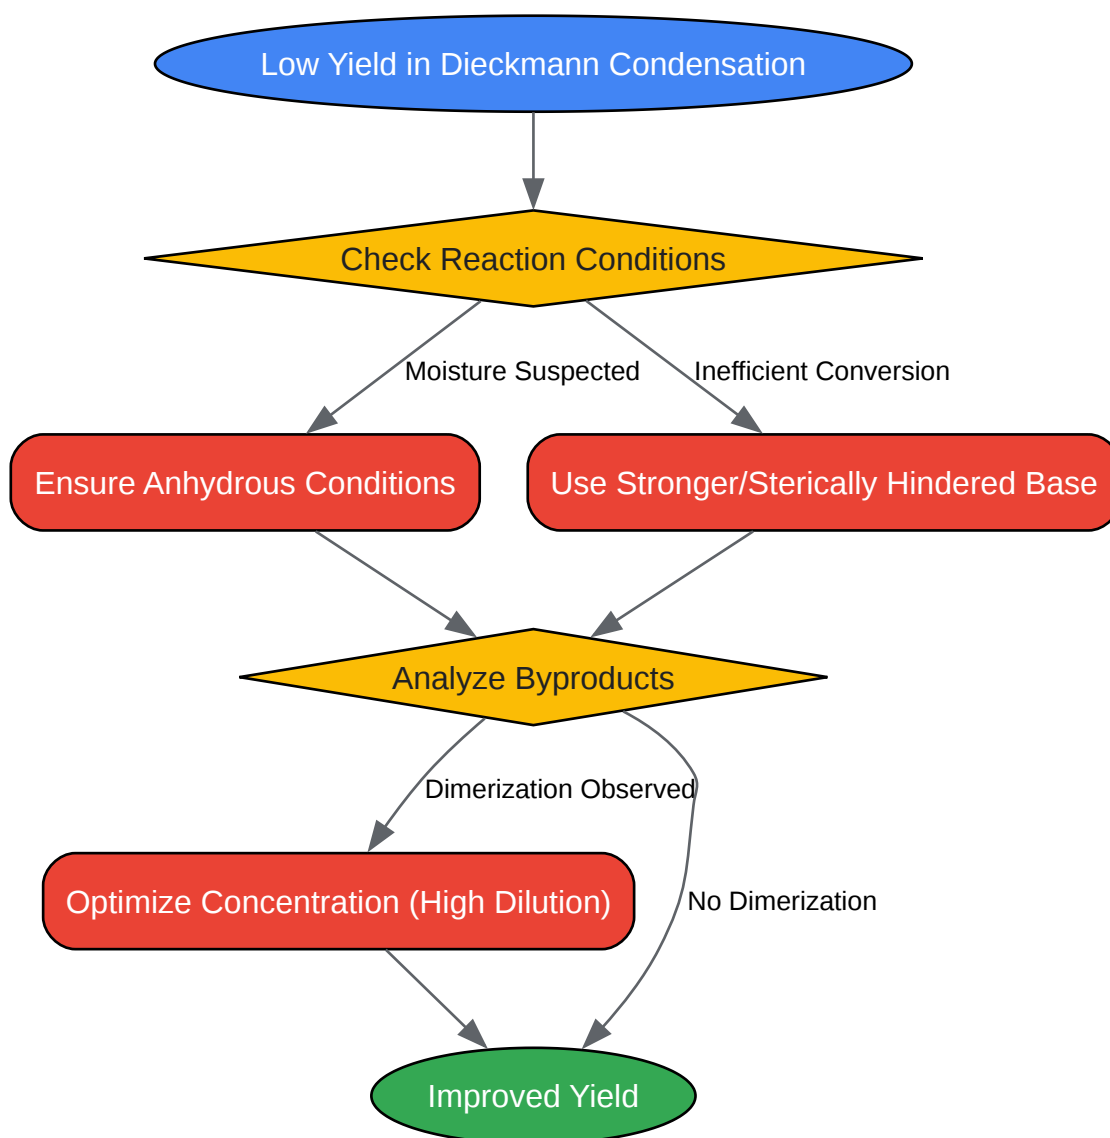 Low Yield in Dieckmann Condensation
Check Reaction Conditions
Moisture Suspected
Inefficient Conversion
Ensure Anhydrous Conditions
Use Stronger/Sterically Hindered Base
Analyze Byproducts
Dimerization Observed
Optimize Concentration (High Dilution)
No Dimerization
Improved Yield